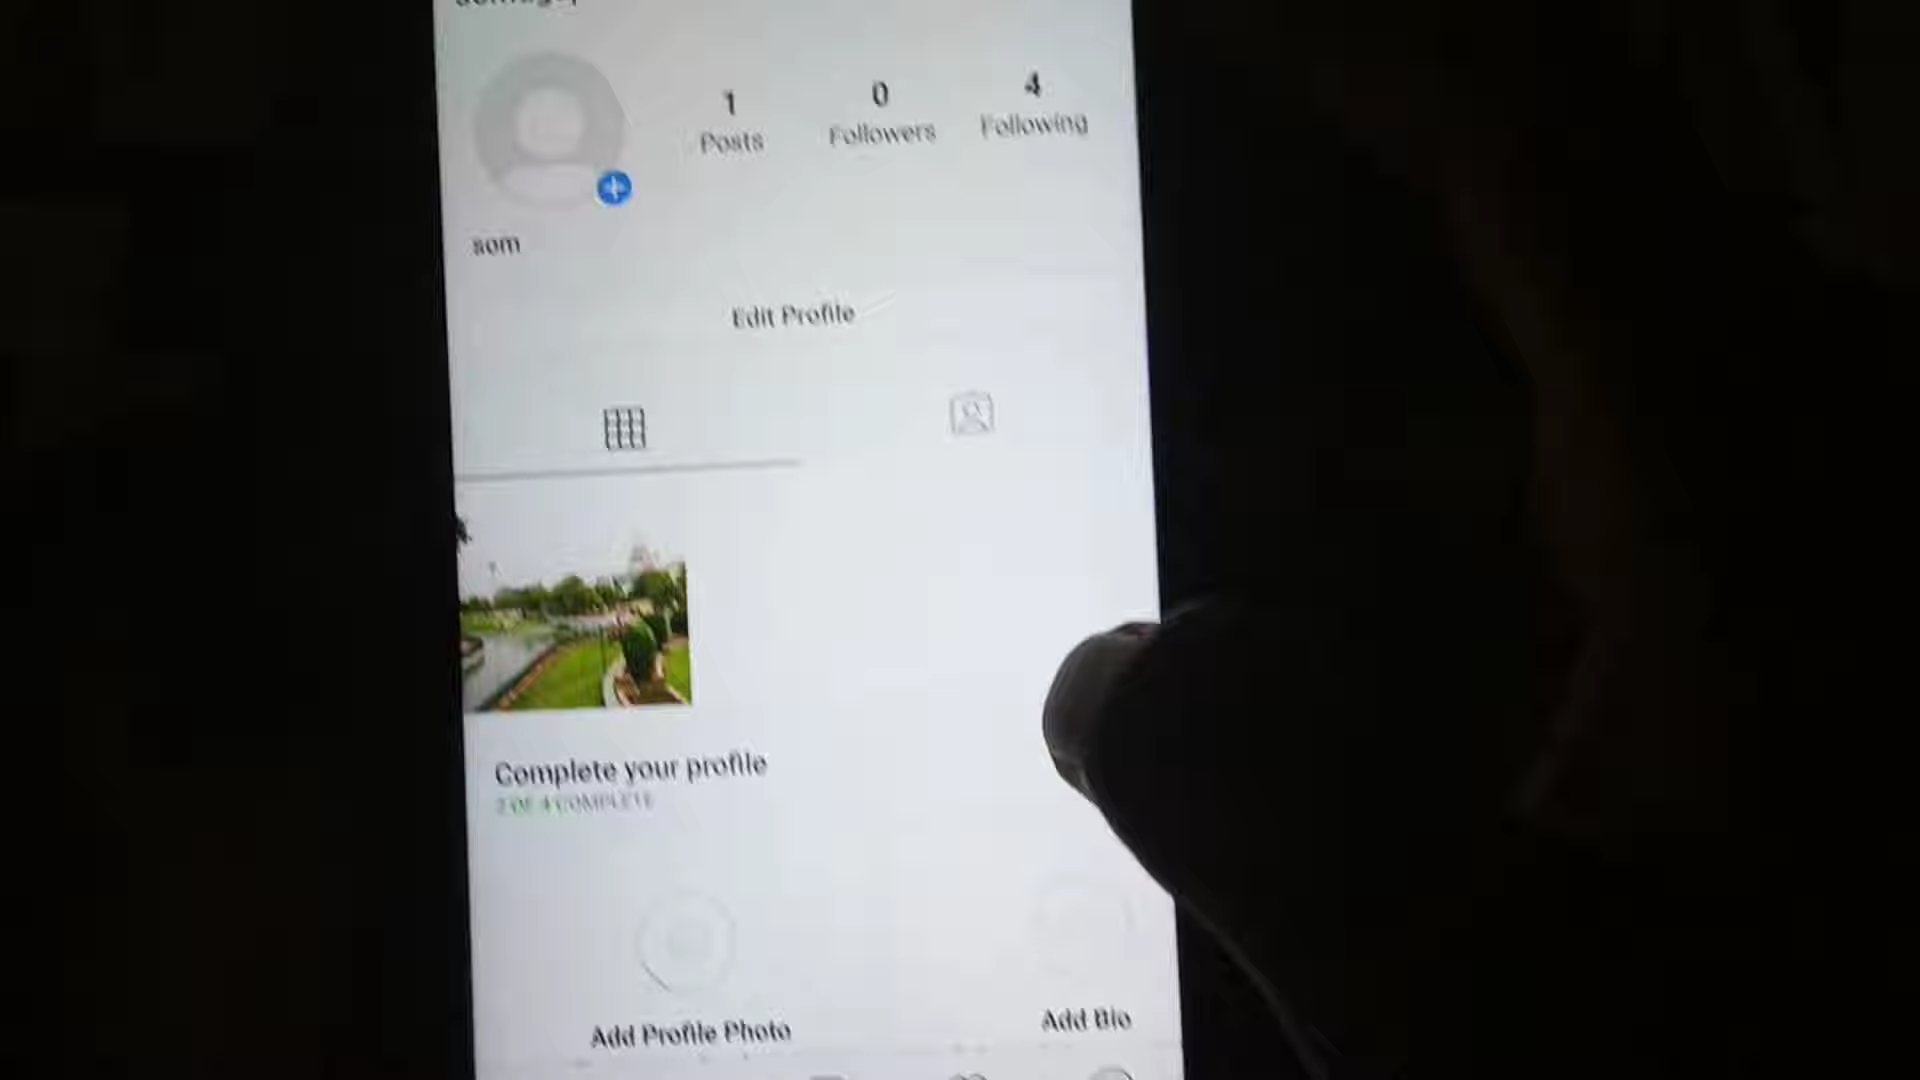 1 0 4
Posts Followers Following
som
Edit Profile
Complete your profile
2 OF 4 COMPLETE
Add Profile Photo Add Bio